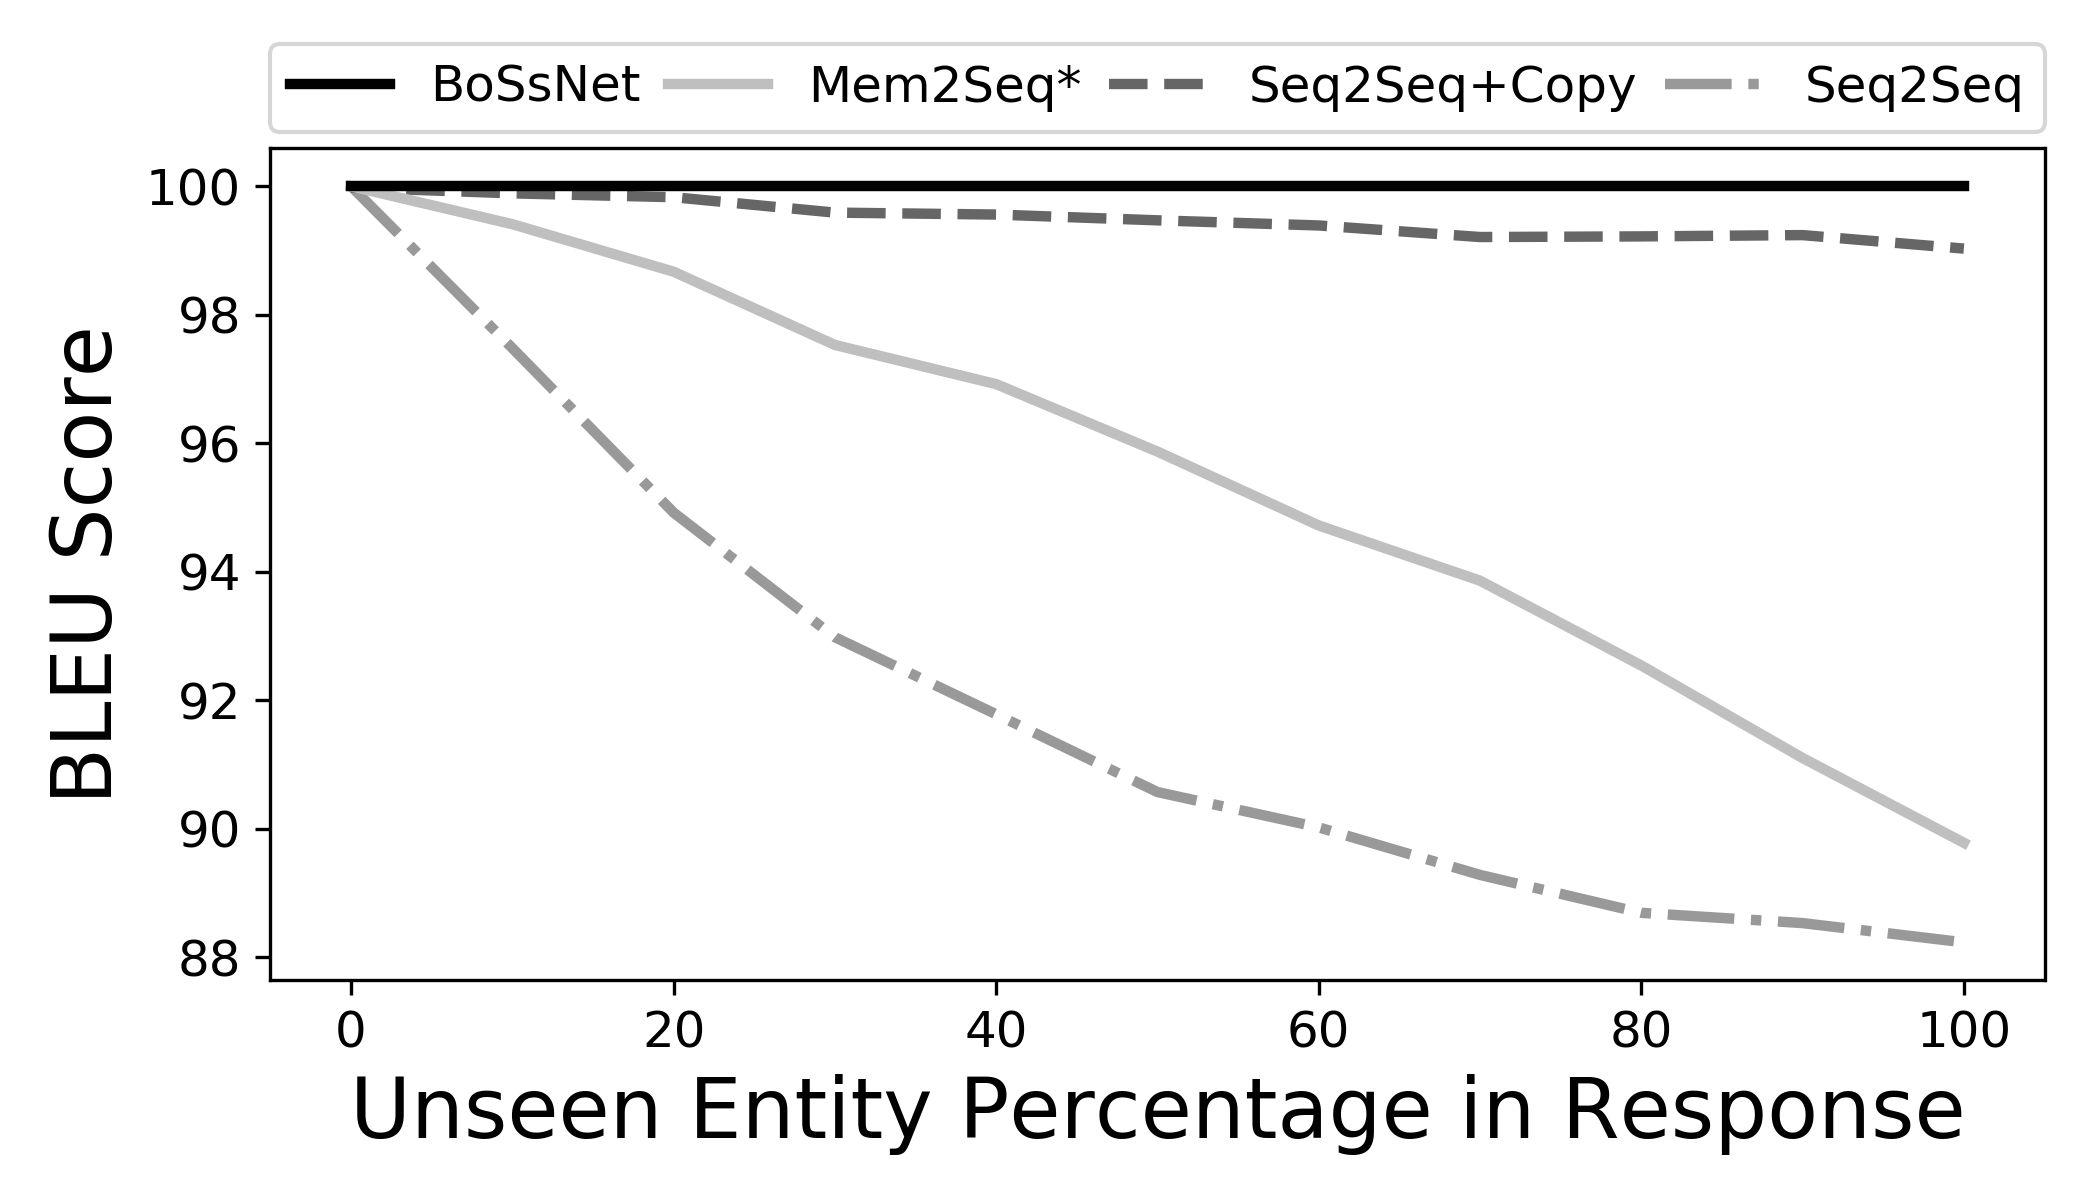 BoSsNet Mem2Seq* Seq2Seq+Copy Seq2Seq
100
98
96
94
92
90
88
BLEU Score
0 20 40 60 80 100
Unseen Entity Percentage in Response